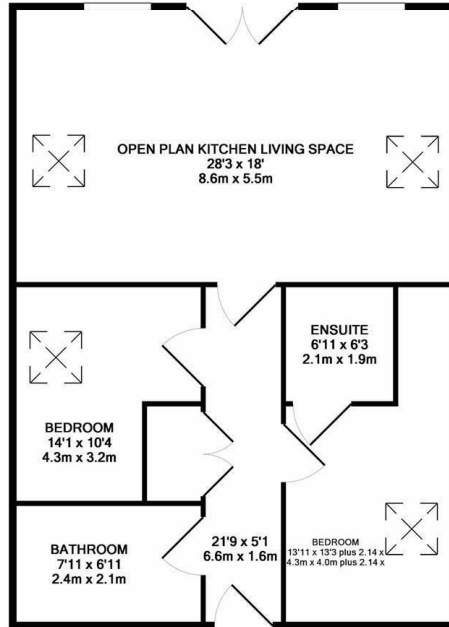 OPEN PLAN KITCHEN LIVING SPACE
28'3 x 18'
8.6m x 5.5m
ENSUITE
6'11 x 6'3
2.1m x 1.9m
BEDROOM
14'1 x 10'4
4.3m x 3.2m
BATHROOM
7'11 x 6'11
2.4m x 2.1m
21'9 x 5'1
6.6m x 1.6m
BEDROOM
13'11 x 13'3 plus 2.14 x
4.3m x 4.0m plus 2.14 x